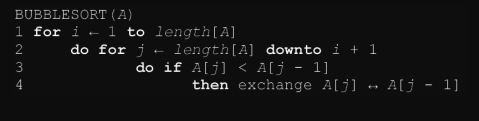 BUBBLESORT(A)
1 for i ← 1 to length[A]
2 do for j ← length[A] downto i + 1
3 do if A[j] < A[j - 1]
4 then exchange A[j] ↔ A[j - 1]